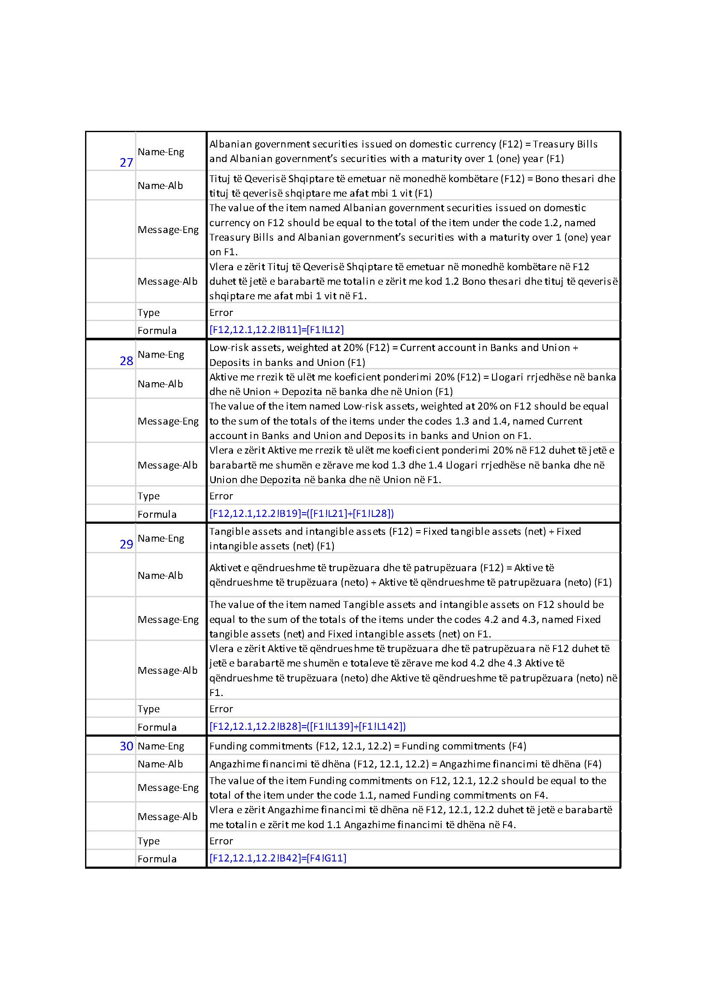 27 Name-Eng Albanian government securities issued on domestic currency (F12) = Treasury Bills
and Albanian government’s securities with a maturity over 1 (one) year (F1)
Name-Alb Tituj të Qeverisë Shqiptare të emetuar në monedhë kombëtare (F12) = Bono thesari dhe
tituj të qeverisë shqiptare me afat mbi 1 vit (F1)
Message-Eng The value of the item named Albanian government securities issued on domestic
currency on F12 should be equal to the total of the item under the code 1.2, named
Treasury Bills and Albanian government’s securities with a maturity over 1 (one) year
on F1.
Message-Alb Vlera e zërit Tituj të Qeverisë Shqiptare të emetuar në monedhë kombëtare në F12
duhet të jetë e barabartë me totalin e zërit me kod 1.2 Bono thesari dhe tituj të qeverisë
shqiptare me afat mbi 1 vit në F1.
Type Error
Formula [F12,12.1,12.2!B11]=[F1!L12]
28 Name-Eng Low-risk assets, weighted at 20% (F12) = Current account in Banks and Union +
Deposits in banks and Union (F1)
Name-Alb Aktive me rrezik të ulët me koeficient ponderimi 20% (F12) = Llogari rrjedhëse në banka
dhe në Union + Depozita në banka dhe në Union (F1)
Message-Eng The value of the item named Low-risk assets, weighted at 20% on F12 should be equal
to the sum of the totals of the items under the codes 1.3 and 1.4, named Current
account in Banks and Union and Deposits in banks and Union on F1.
Message-Alb Vlera e zërit Aktive me rrezik të ulët me koeficient ponderimi 20% në F12 duhet të jetë e
barabartë me shumën e zërave me kod 1.3 dhe 1.4 Llogari rrjedhëse në banka dhe në
Union dhe Depozita në banka dhe në Union në F1.
Type Error
Formula [F12,12.1,12.2!B19]=([F1!L21]+[F1!L28])
29 Name-Eng Tangible assets and intangible assets (F12) = Fixed tangible assets (net) + Fixed
intangible assets (net) (F1)
Name-Alb Aktivet e qëndrueshme të trupëzuara dhe të patrupëzuara (F12) = Aktive të
qëndrueshme të trupëzuara (neto) + Aktive të qëndrueshme të patrupëzuara (neto) (F1)
Message-Eng The value of the item named Tangible assets and intangible assets on F12 should be
equal to the sum of the totals of the items under the codes 4.2 and 4.3, named Fixed
tangible assets (net) and Fixed intangible assets (net) on F1.
Message-Alb Vlera e zërit Aktive të qëndrueshme të trupëzuara dhe të patrupëzuara në F12 duhet të
jetë e barabartë me shumën e totaleve të zërave me kod 4.2 dhe 4.3 Aktive të
qëndrueshme të trupëzuara (neto) dhe Aktive të qëndrueshme të patrupëzuara (neto) në
F1.
Type Error
Formula [F12,12.1,12.2!B28]=([F1!L139]+[F1!L142])
30 Name-Eng Funding commitments (F12, 12.1, 12.2) = Funding commitments (F4)
Name-Alb Angazhime financimi të dhëna (F12, 12.1, 12.2) = Angazhime financimi të dhëna (F4)
Message-Eng The value of the item Funding commitments on F12, 12.1, 12.2 should be equal to the
total of the item under the code 1.1, named Funding commitments on F4.
Message-Alb Vlera e zërit Angazhime financimi të dhëna në F12, 12.1, 12.2 duhet të jetë e barabartë
me totalin e zërit me kod 1.1 Angazhime financimi të dhëna në F4.
Type Error
Formula [F12,12.1,12.2!B42]=[F4!G11]